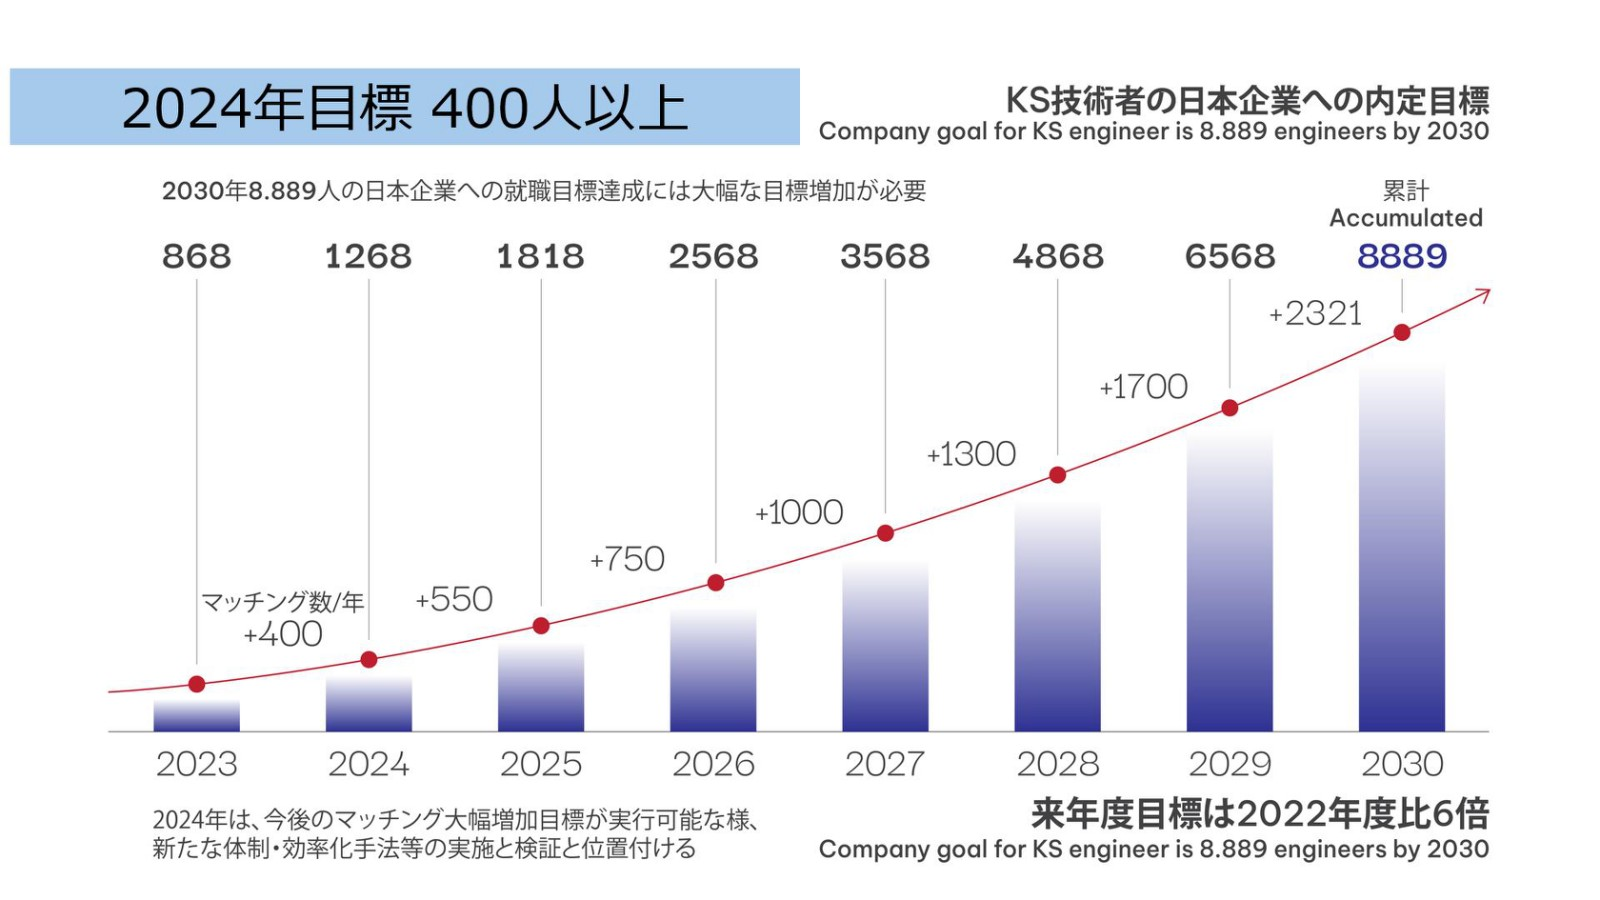 2024年目標 400人以上
KS技術者の日本企業への内定目標
Company goal for KS engineer is 8.889 engineers by 2030
2030年8.889人の日本企業への就職目標達成には大幅な目標増加が必要
累計
Accumulated
868 1268 1818 2568 3568 4868 6568 8889
+2321
+1700
+1300
+1000
+750
+550
マッチング数/年
+400
2023 2024 2025 2026 2027 2028 2029 2030
2024年は、今後のマッチング大幅増加目標が実行可能な様、
新たな体制・効率化手法等の実施と検証と位置付ける
来年度目標は2022年度比6倍
Company goal for KS engineer is 8.889 engineers by 2030